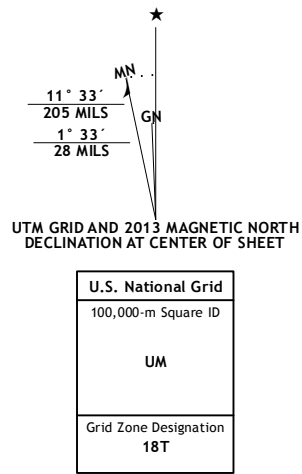 ★
MN
GN
11° 33´
205 MILS
1° 33´
28 MILS
UTM GRID AND 2013 MAGNETIC NORTH
DECLINATION AT CENTER OF SHEET
U.S. National Grid
100,000-m Square ID
UM
Grid Zone Designation
18T